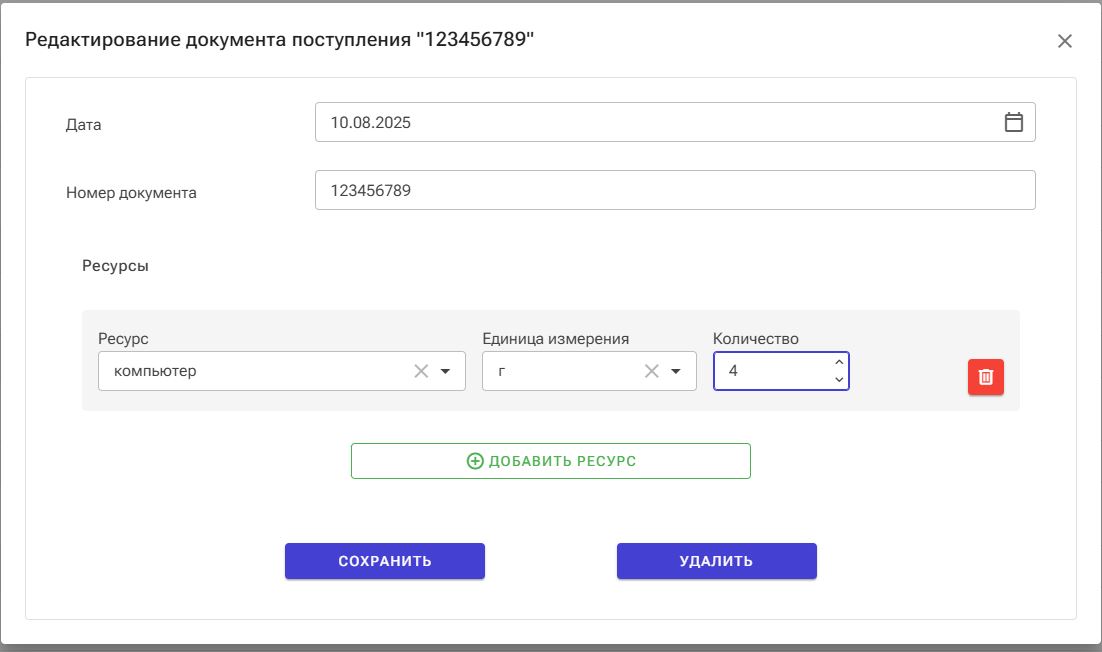 Редактирование документа поступления "123456789"
Дата
10.08.2025
Номер документа
123456789
Ресурсы
Ресурс Единица измерения Количество
компьютер г 4
ДОБАВИТЬ РЕСУРС
СОХРАНИТЬ УДАЛИТЬ